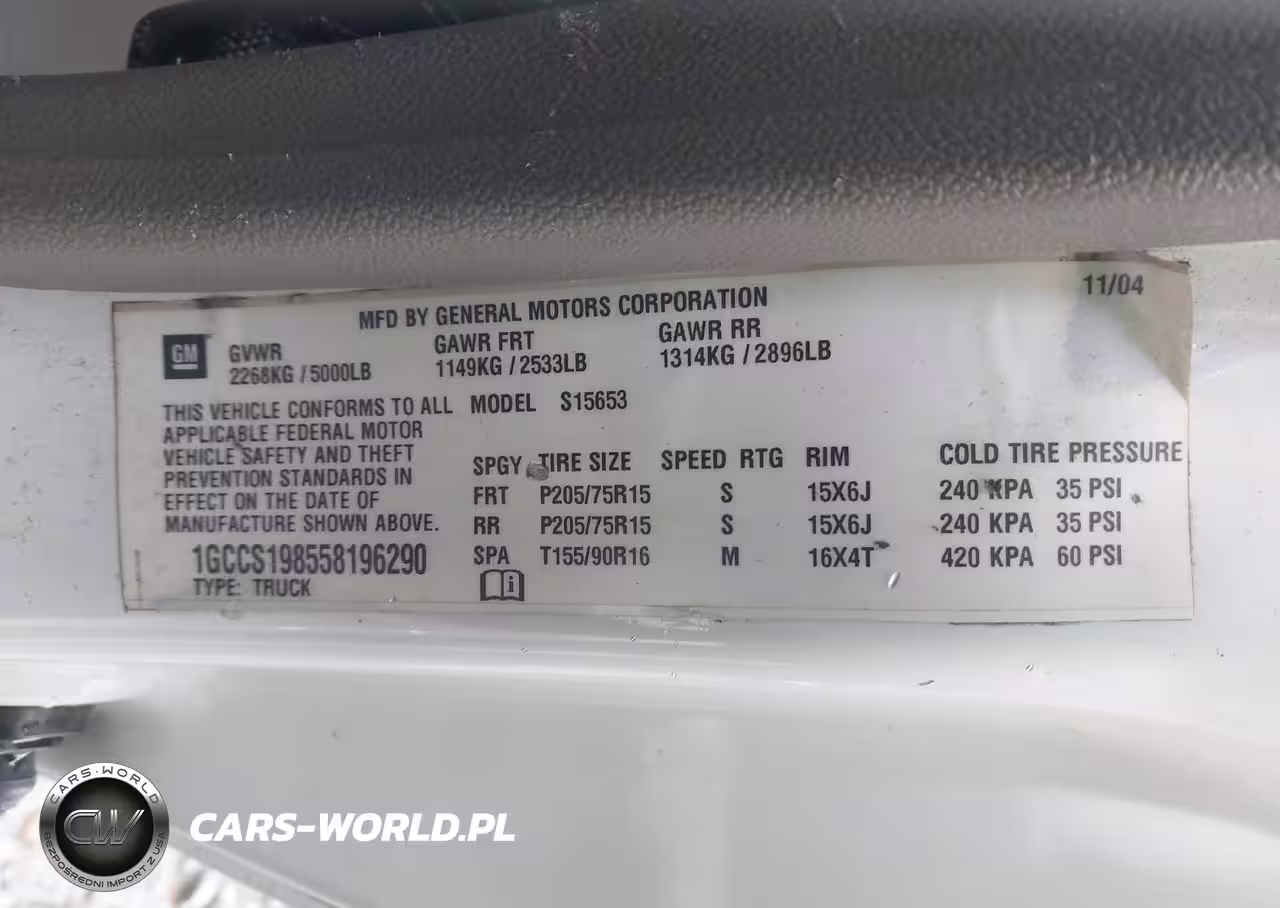 11/04
MFD BY GENERAL MOTORS CORPORATION
GM
GVWR GAWR FRT GAWR RR
2268KG / 5000LB 1149KG / 2533LB 1314KG / 2896LB
THIS VEHICLE CONFORMS TO ALL MODEL S15653
APPLICABLE FEDERAL MOTOR
VEHICLE SAFETY AND THEFT
PREVENTION STANDARDS IN
EFFECT ON THE DATE OF
MANUFACTURE SHOWN ABOVE.
1GCCS198558196290
TYPE: TRUCK
SPGY TIRE SIZE SPEED RTG RIM COLD TIRE PRESSURE
FRT P205/75R15 S 15X6J 240 KPA 35 PSI
RR P205/75R15 S 15X6J 240 KPA 35 PSI
SPA T155/90R16 M 16X4T 420 KPA 60 PSI
i
CARS-WORLD
CW
BEZPOŚREDNI IMPORT Z USA
CARS-WORLD.PL